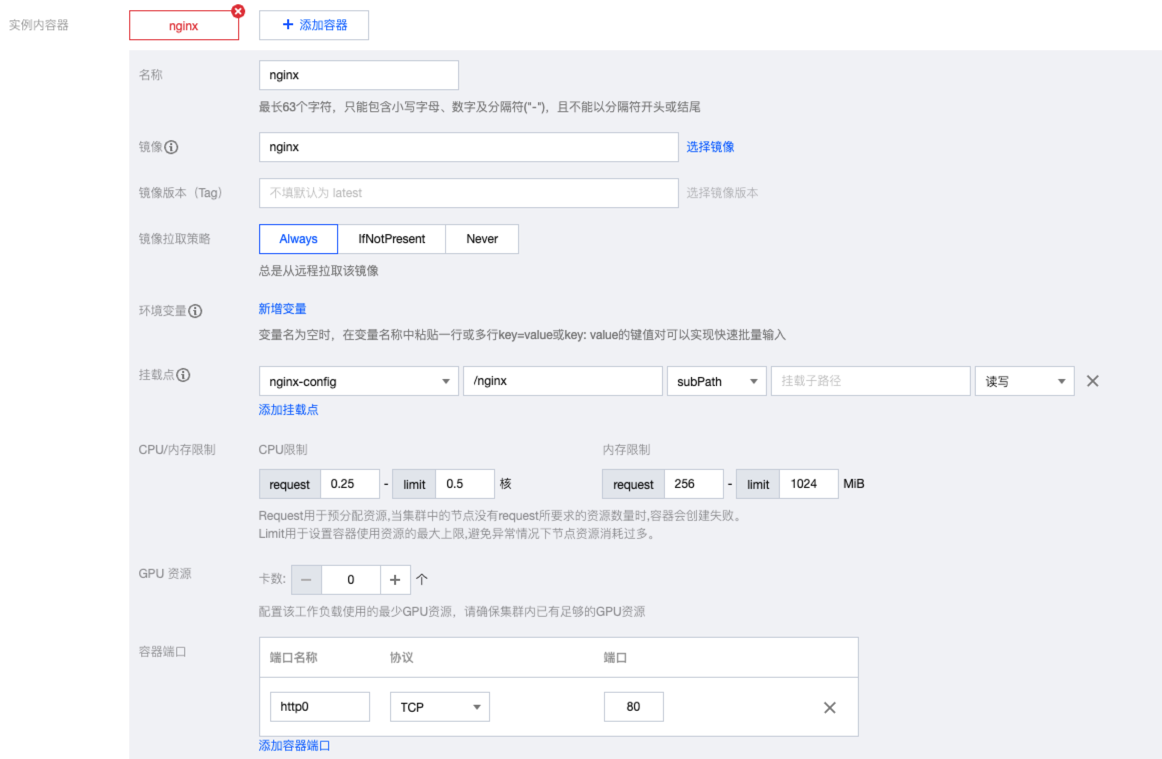 实例内容器
nginx
+ 添加容器
名称
nginx
最长63个字符，只能包含小写字母、数字及分隔符("-")，且不能以分隔符开头或结尾
镜像
nginx
选择镜像
镜像版本（Tag）
不填默认为 latest
选择镜像版本
镜像拉取策略
Always
IfNotPresent
Never
总是从远程拉取该镜像
环境变量
新增变量
变量名为空时，在变量名称中粘贴一行或多行key=value或key: value的键值对可以实现快速批量输入
挂载点
nginx-config
/nginx
subPath
挂载子路径
读写
添加挂载点
CPU/内存限制
CPU限制
内存限制
request 0.25 - limit 0.5 核
request 256 - limit 1024 MiB
Request用于预分配资源,当集群中的节点没有request所要求的资源数量时,容器会创建失败。
Limit用于设置容器使用资源的最大上限,避免异常情况下节点资源消耗过多。
GPU 资源
卡数: − 0 + 个
配置该工作负载使用的最少GPU资源，请确保集群内已有足够的GPU资源
容器端口
端口名称 协议 端口
http0 TCP 80
添加容器端口